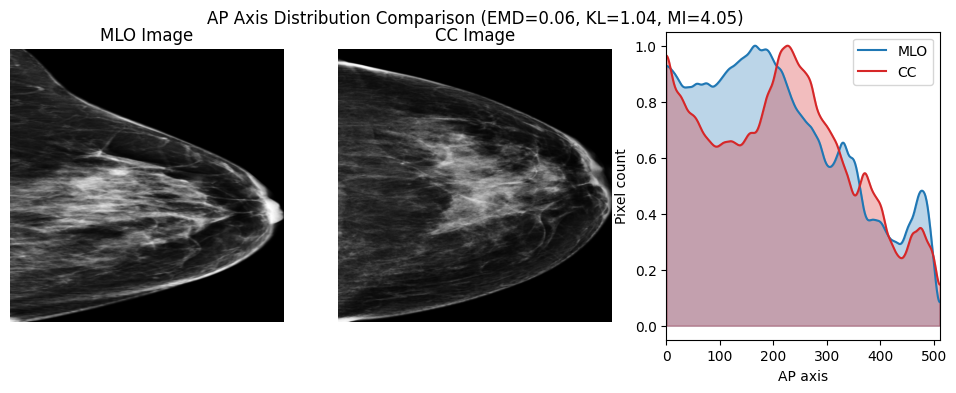 AP Axis Distribution Comparison (EMD=0.06, KL=1.04, MI=4.05)
MLO Image
CC Image
MLO
CC
Pixel count
1.0
0.8
0.6
0.4
0.2
0.0
0 100 200 300 400 500
AP axis